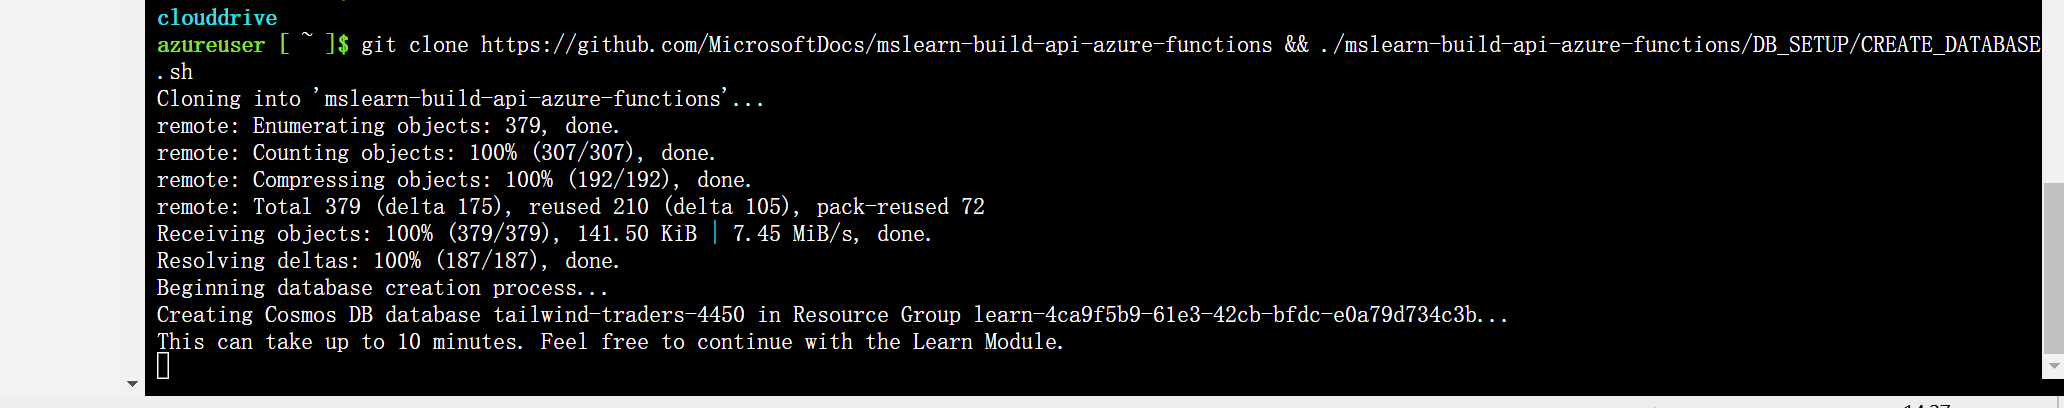 clouddrive
azureuser [ ~ ]$ git clone https://github.com/MicrosoftDocs/mslearn-build-api-azure-functions && ./mslearn-build-api-azure-functions/DB_SETUP/CREATE_DATABASE
.sh
Cloning into 'mslearn-build-api-azure-functions'...
remote: Enumerating objects: 379, done.
remote: Counting objects: 100% (307/307), done.
remote: Compressing objects: 100% (192/192), done.
remote: Total 379 (delta 175), reused 210 (delta 105), pack-reused 72
Receiving objects: 100% (379/379), 141.50 KiB | 7.45 MiB/s, done.
Resolving deltas: 100% (187/187), done.
Beginning database creation process...
Creating Cosmos DB database tailwind-traders-4450 in Resource Group learn-4ca9f5b9-61e3-42cb-bfdc-e0a79d734c3b...
This can take up to 10 minutes. Feel free to continue with the Learn Module.